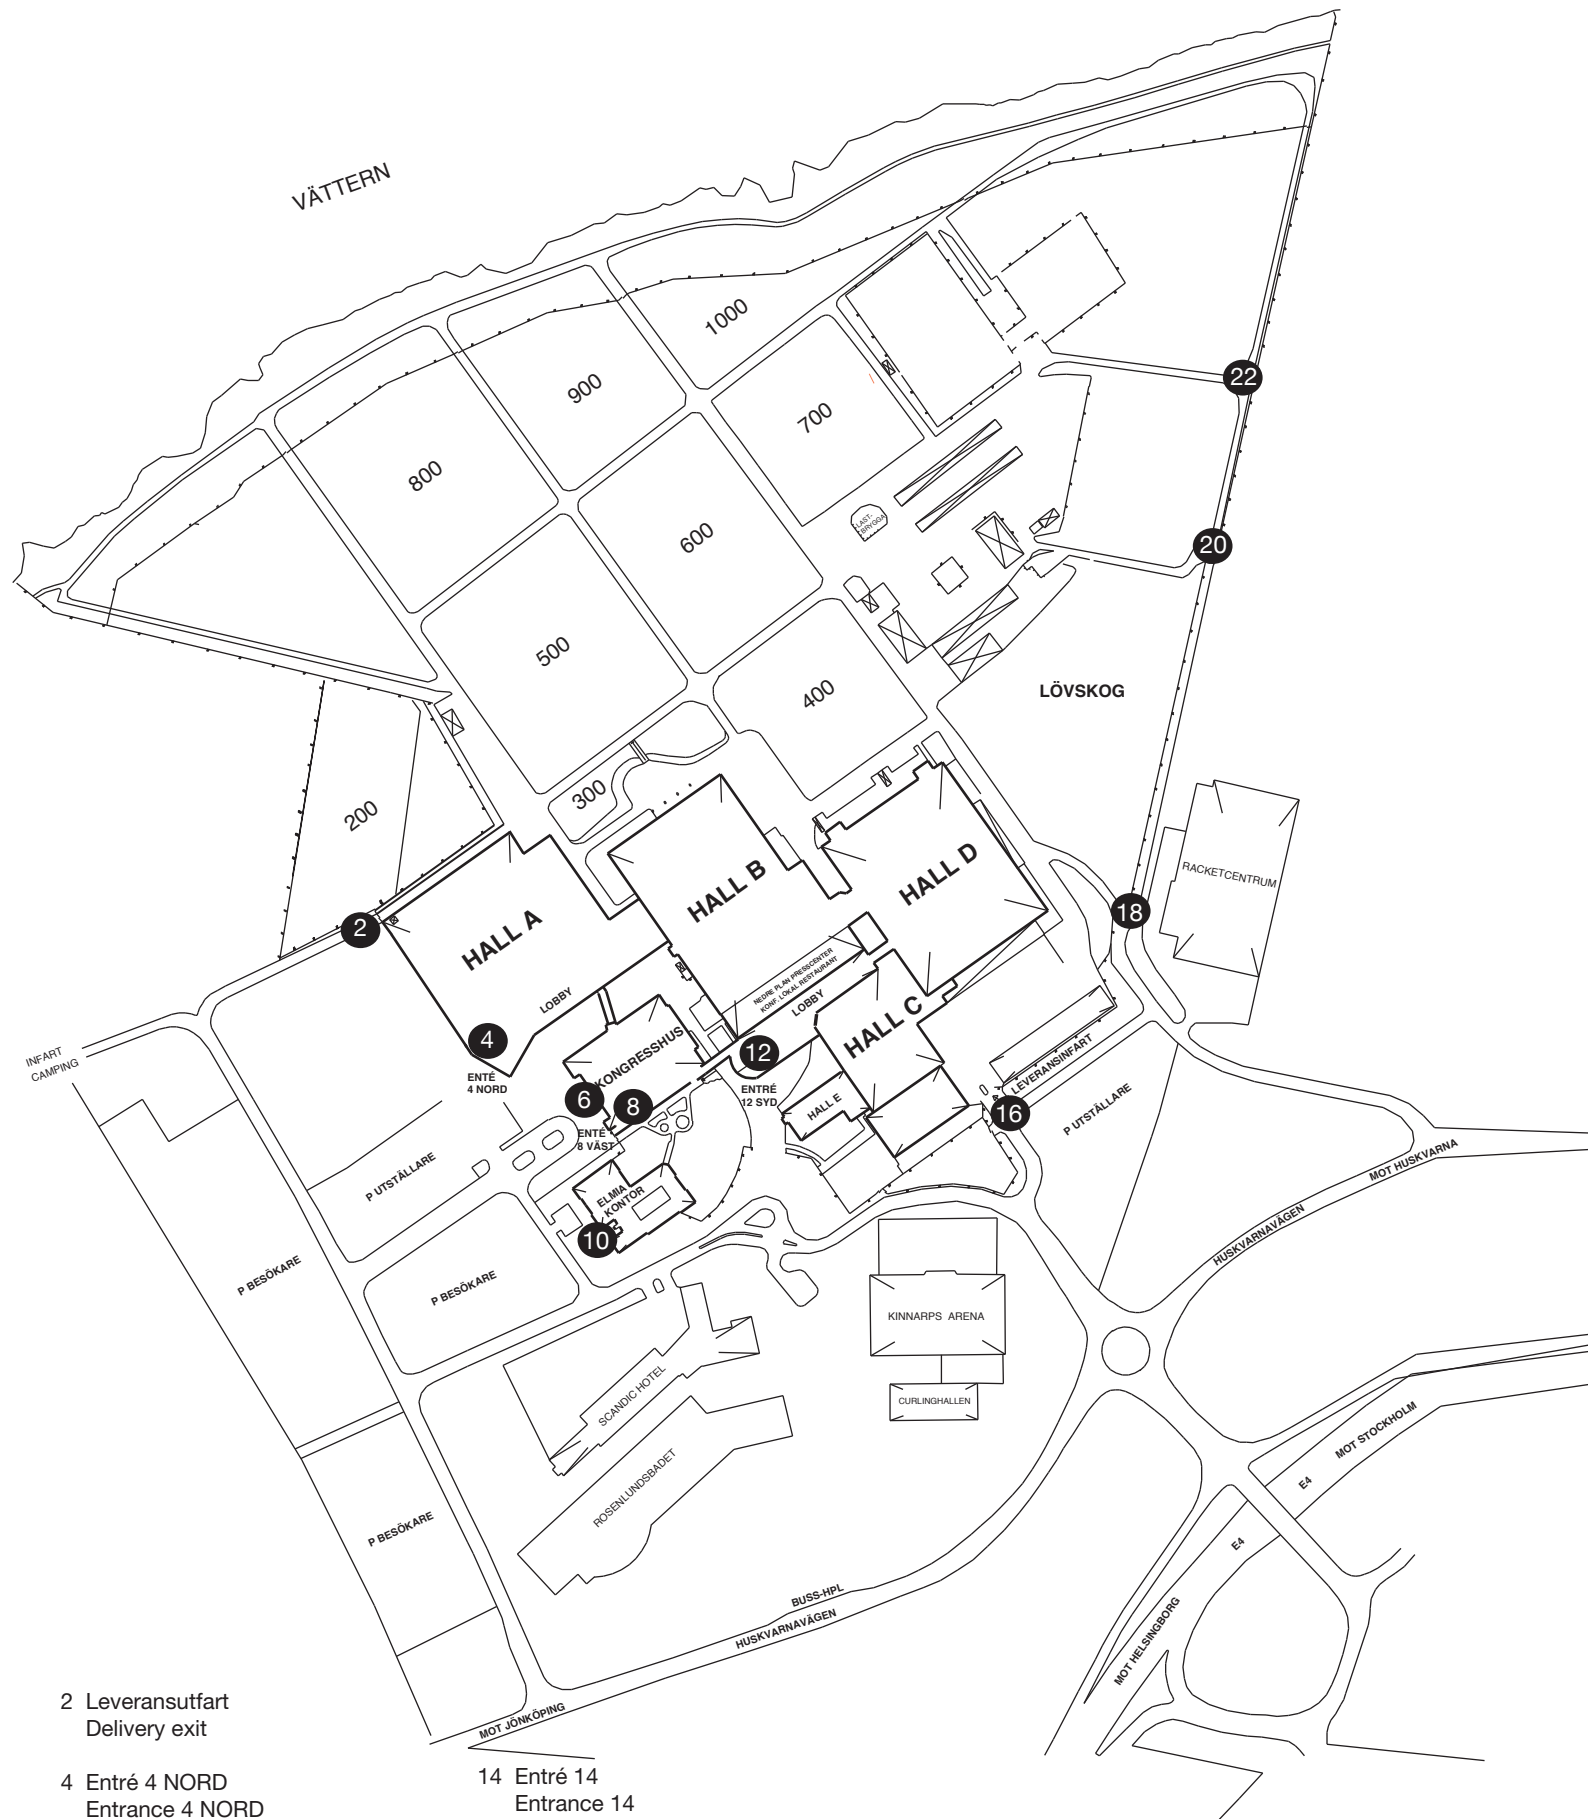 VÄTTERN
1000
900
22
700
800
600
20
500
LÖVSKOG
400
300
200
RACKETCENTRUM
HALL B
HALL D
2
HALL A
18
LAST-
BRYGGA
NEDRE PLAN PRESSCENTER
KONF. LOKAL RESTAURANT
LOBBY
LOBBY
HALL C
4
KONGRESSHUS
12
INFART
CAMPING
ENTÉ
4 NORD
ENTRÉ
12 SYD
LEVERANSINFART
6
8
HALL E
16
P UTSTÄLLARE
ENTÉ
8 VÄST
P UTSTÄLLARE
MOT HUSKVARNA
ELMIA
KONTOR
10
HUSKVARNAVÄGEN
P BESÖKARE
P BESÖKARE
KINNARPS ARENA
SCANDIC HOTEL
CURLINGHALLEN
MOT STOCKHOLM
E4
ROSENLUNDSBADET
P BESÖKARE
E4
BUSS-HPL
HUSKVARNAVÄGEN
MOT HELSINGBORG
MOT JÖNKÖPING
2 Leveransutfart
Delivery exit
4 Entré 4 NORD
Entrance 4 NORD
14 Entré 14
Entrance 14